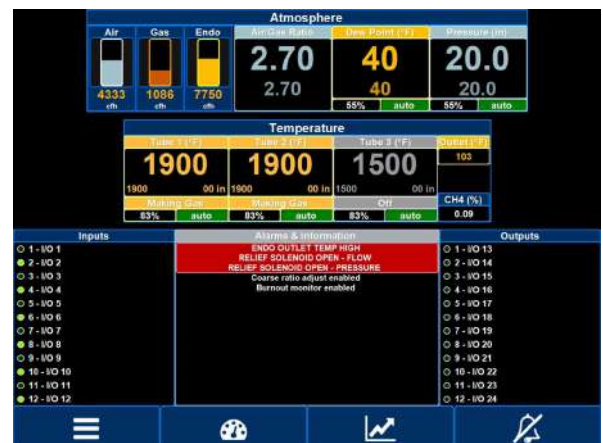 Atmosphere
Air Gas Endo Air/Gas Ratio Dew Point (°F) Pressure (in)
2.70 40 20.0
4333 1086 7750 2.70 40 20.0
cfh cfh cfh 55% auto 55% auto
Temperature
Tube 1 (°F) Tube 2 (°F) Tube 3 (°F) Outlet (°F)
1900 1900 1500 103
1900 00 in 1900 00 in 1500 00 in
Making Gas Making Gas Off CH4 (%)
83% auto 83% auto 83% auto 0.09
Inputs Alarms & Information Outputs
1 - I/O 1 ENDO OUTLET TEMP HIGH 1 - I/O 13
2 - I/O 2 RELIEF SOLENOID OPEN - FLOW 2 - I/O 14
3 - I/O 3 RELIEF SOLENOID OPEN - PRESSURE 3 - I/O 15
4 - I/O 4 Coarse ratio adjust enabled 4 - I/O 16
5 - I/O 5 Burnout monitor enabled 5 - I/O 17
6 - I/O 6 6 - I/O 18
7 - I/O 7 7 - I/O 19
8 - I/O 8 8 - I/O 20
9 - I/O 9 9 - I/O 21
10 - I/O 10 10 - I/O 22
11 - I/O 11 11 - I/O 23
12 - I/O 12 12 - I/O 24